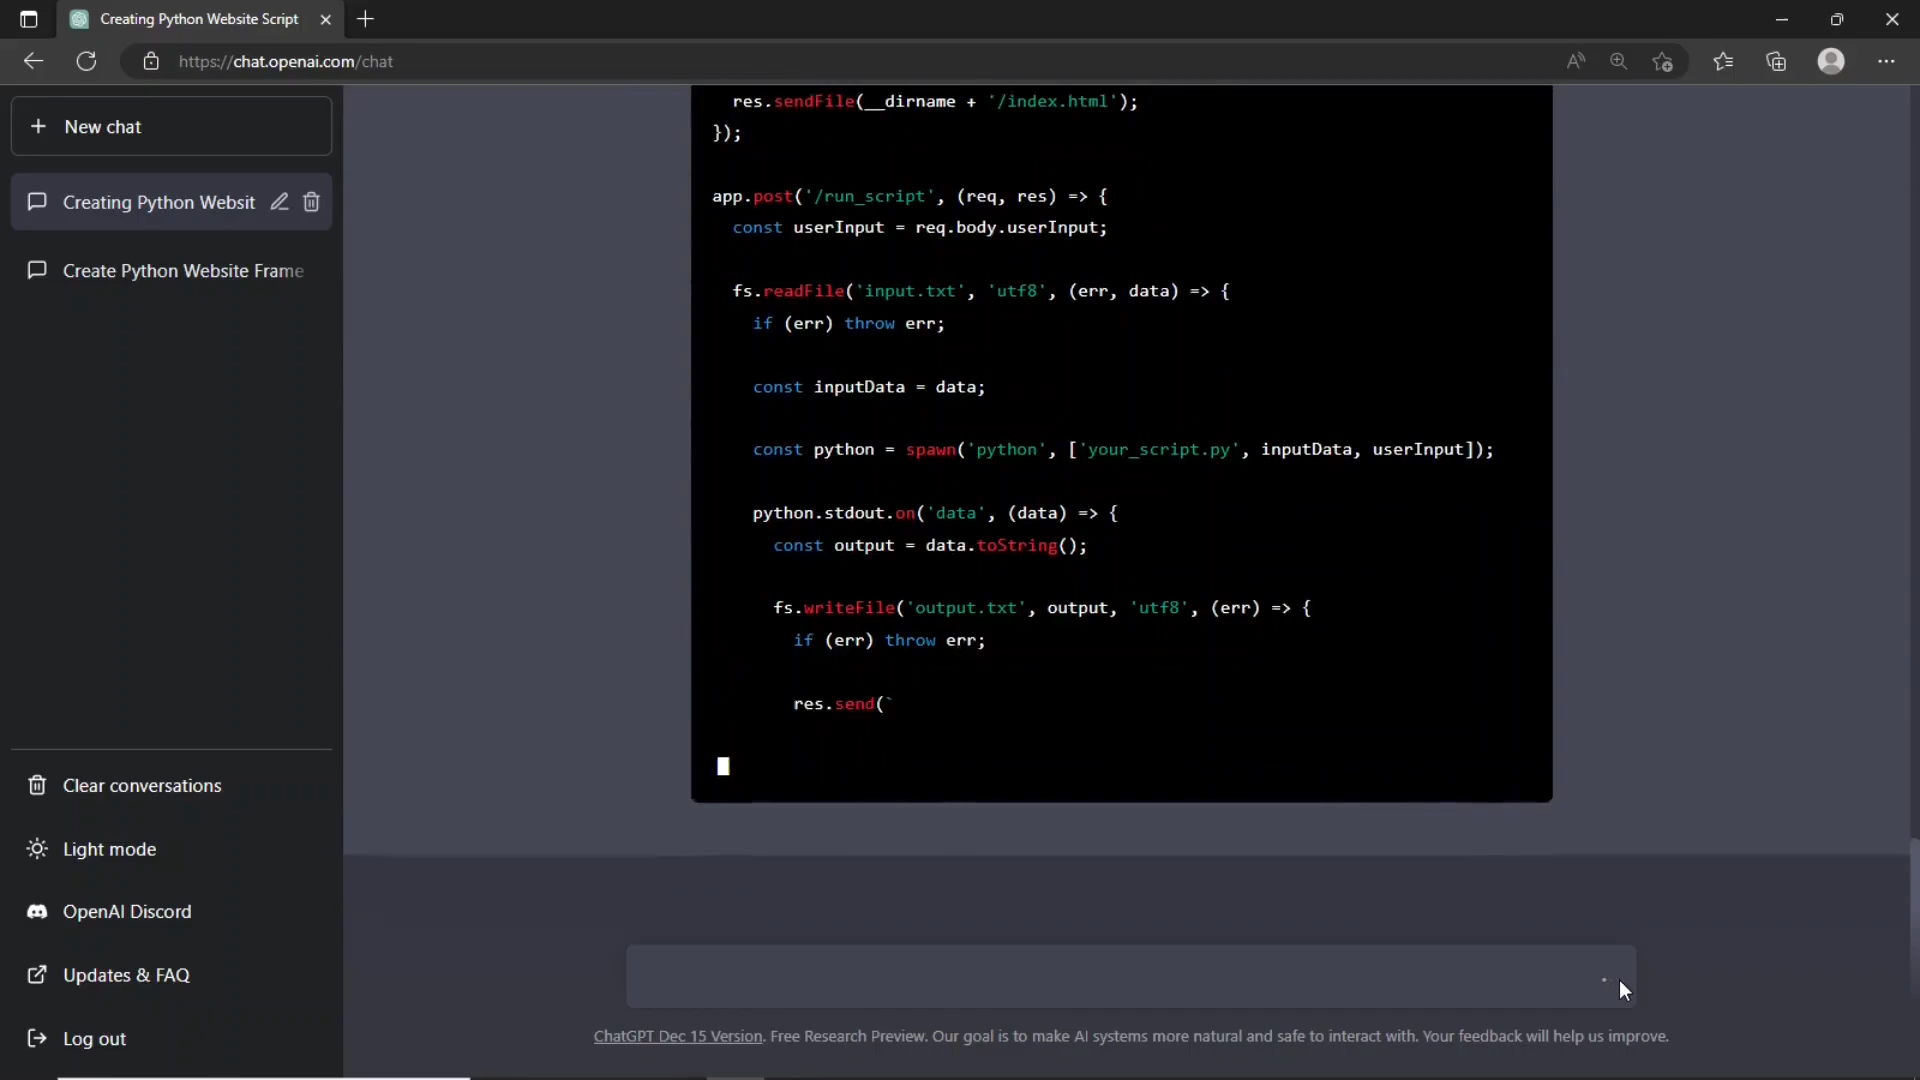 Creating Python Website Script
https://chat.openai.com/chat
New chat
Creating Python Websit
Create Python Website Frame
Clear conversations
Light mode
OpenAI Discord
Updates & FAQ
Log out
res.sendFile(__dirname + '/index.html');
});
app.post('/run_script', (req, res) => {
const userInput = req.body.userInput;
fs.readFile('input.txt', 'utf8', (err, data) => {
if (err) throw err;
const inputData = data;
const python = spawn('python', ['your_script.py', inputData, userInput]);
python.stdout.on('data', (data) => {
const output = data.toString();
fs.writeFile('output.txt', output, 'utf8', (err) => {
if (err) throw err;
res.send(`
ChatGPT Dec 15 Version. Free Research Preview. Our goal is to make AI systems more natural and safe to interact with. Your feedback will help us improve.